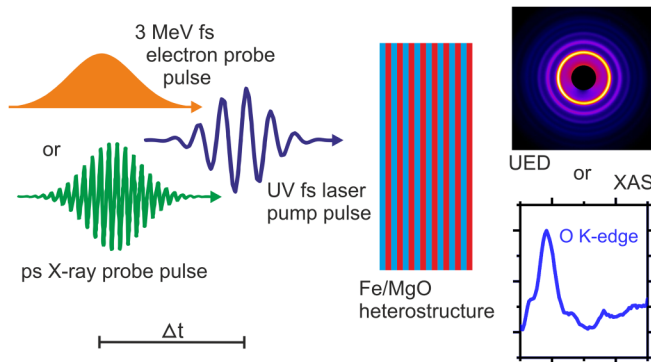 3 MeV fs
electron probe
pulse
or
ps X-ray probe pulse
UV fs laser
pump pulse
Δt
Fe/MgO
heterostructure
UED
or
XAS
O K-edge